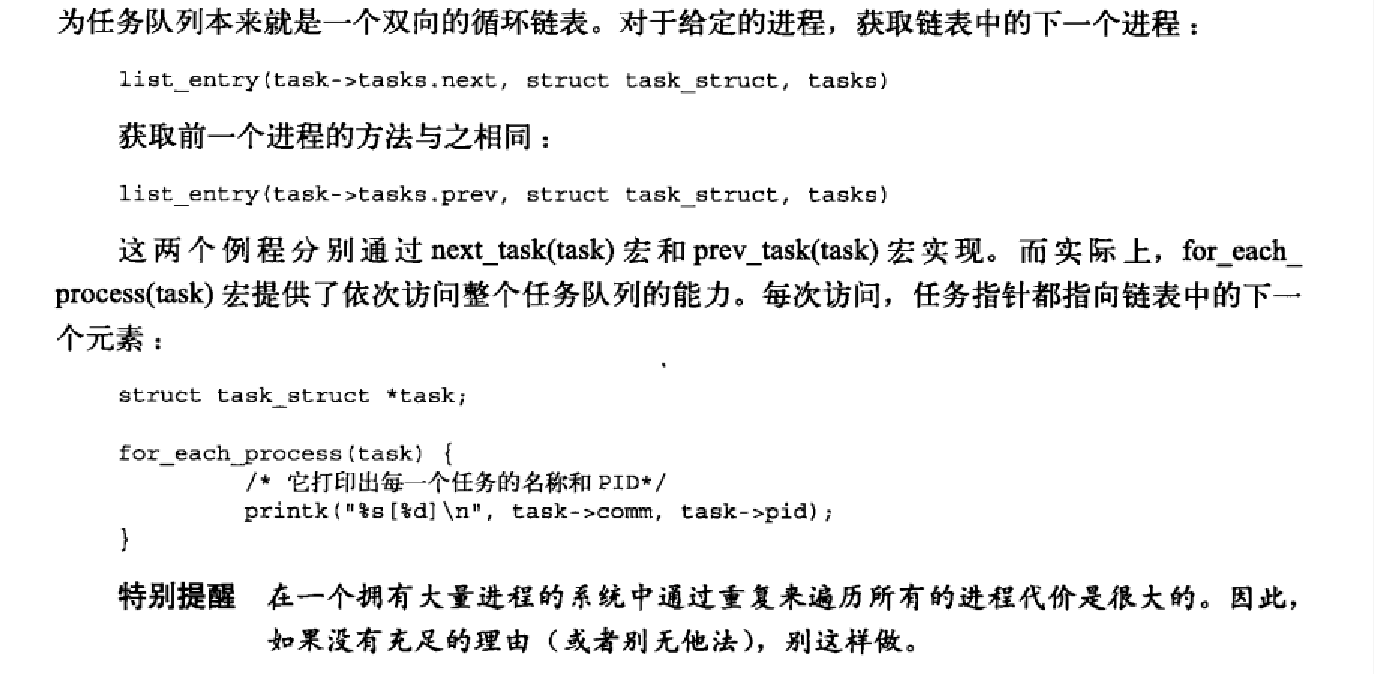 为任务队列本来就是一个双向的循环链表。对于给定的进程，获取链表中的下一个进程：
list_entry(task->tasks.next, struct task_struct, tasks)
获取前一个进程的方法与之相同：
list_entry(task->tasks.prev, struct task_struct, tasks)
这两个例程分别通过 next_task(task) 宏和 prev_task(task) 宏实现。而实际上，for_each_
process(task) 宏提供了依次访问整个任务队列的能力。每次访问，任务指针都指向链表中的下一
个元素：
struct task_struct *task;
for_each_process(task) {
/* 它打印出每一个任务的名称和 PID*/
printk("%s[%d]\n", task->comm, task->pid);
}
特别提醒 在一个拥有大量进程的系统中通过重复来遍历所有的进程代价是很大的。因此，
如果没有充足的理由（或者别无他法），别这样做。